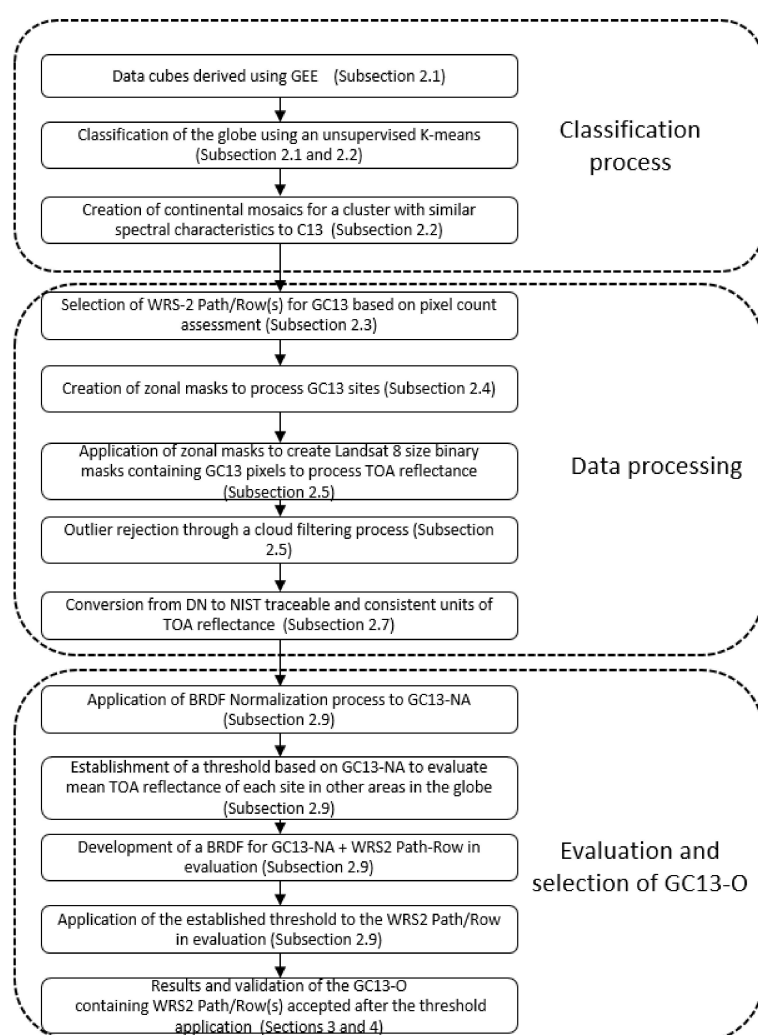 Data cubes derived using GEE (Subsection 2.1)
Classification of the globe using an unsupervised K-means
(Subsection 2.1 and 2.2)
Creation of continental mosaics for a cluster with similar
spectral characteristics to C13 (Subsection 2.2)
Classification
process
Selection of WRS-2 Path/Row(s) for GC13 based on pixel count
assessment (Subsection 2.3)
Creation of zonal masks to process GC13 sites (Subsection 2.4)
Application of zonal masks to create Landsat 8 size binary
masks containing GC13 pixels to process TOA reflectance
(Subsection 2.5)
Outlier rejection through a cloud filtering process (Subsection
2.5)
Conversion from DN to NIST traceable and consistent units of
TOA reflectance (Subsection 2.7)
Data processing
Application of BRDF Normalization process to GC13-NA
(Subsection 2.9)
Establishment of a threshold based on GC13-NA to evaluate
mean TOA reflectance of each site in other areas in the globe
(Subsection 2.9)
Development of a BRDF for GC13-NA + WRS2 Path-Row in
evaluation (Subsection 2.9)
Application of the established threshold to the WRS2 Path/Row
in evaluation (Subsection 2.9)
Results and validation of the GC13-O
containing WRS2 Path/Row(s) accepted after the threshold
application (Sections 3 and 4)
Evaluation and
selection of GC13-O